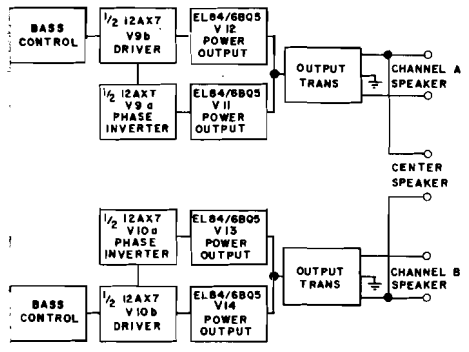 BASS
CONTROL
1/2 12AX7
V9b
DRIVER
EL84/6BQ5
V12
POWER
OUTPUT
OUTPUT
TRANS
CHANNEL A
SPEAKER
1/2 12AX7
V9a
PHASE
INVERTER
EL84/6BQ5
V11
POWER
OUTPUT
CENTER
SPEAKER
1/2 12AX7
V10a
PHASE
INVERTER
EL84/6BQ5
V13
POWER
OUTPUT
OUTPUT
TRANS
CHANNEL B
SPEAKER
BASS
CONTROL
1/2 12AX7
V10b
DRIVER
EL84/6BQ5
V14
POWER
OUTPUT